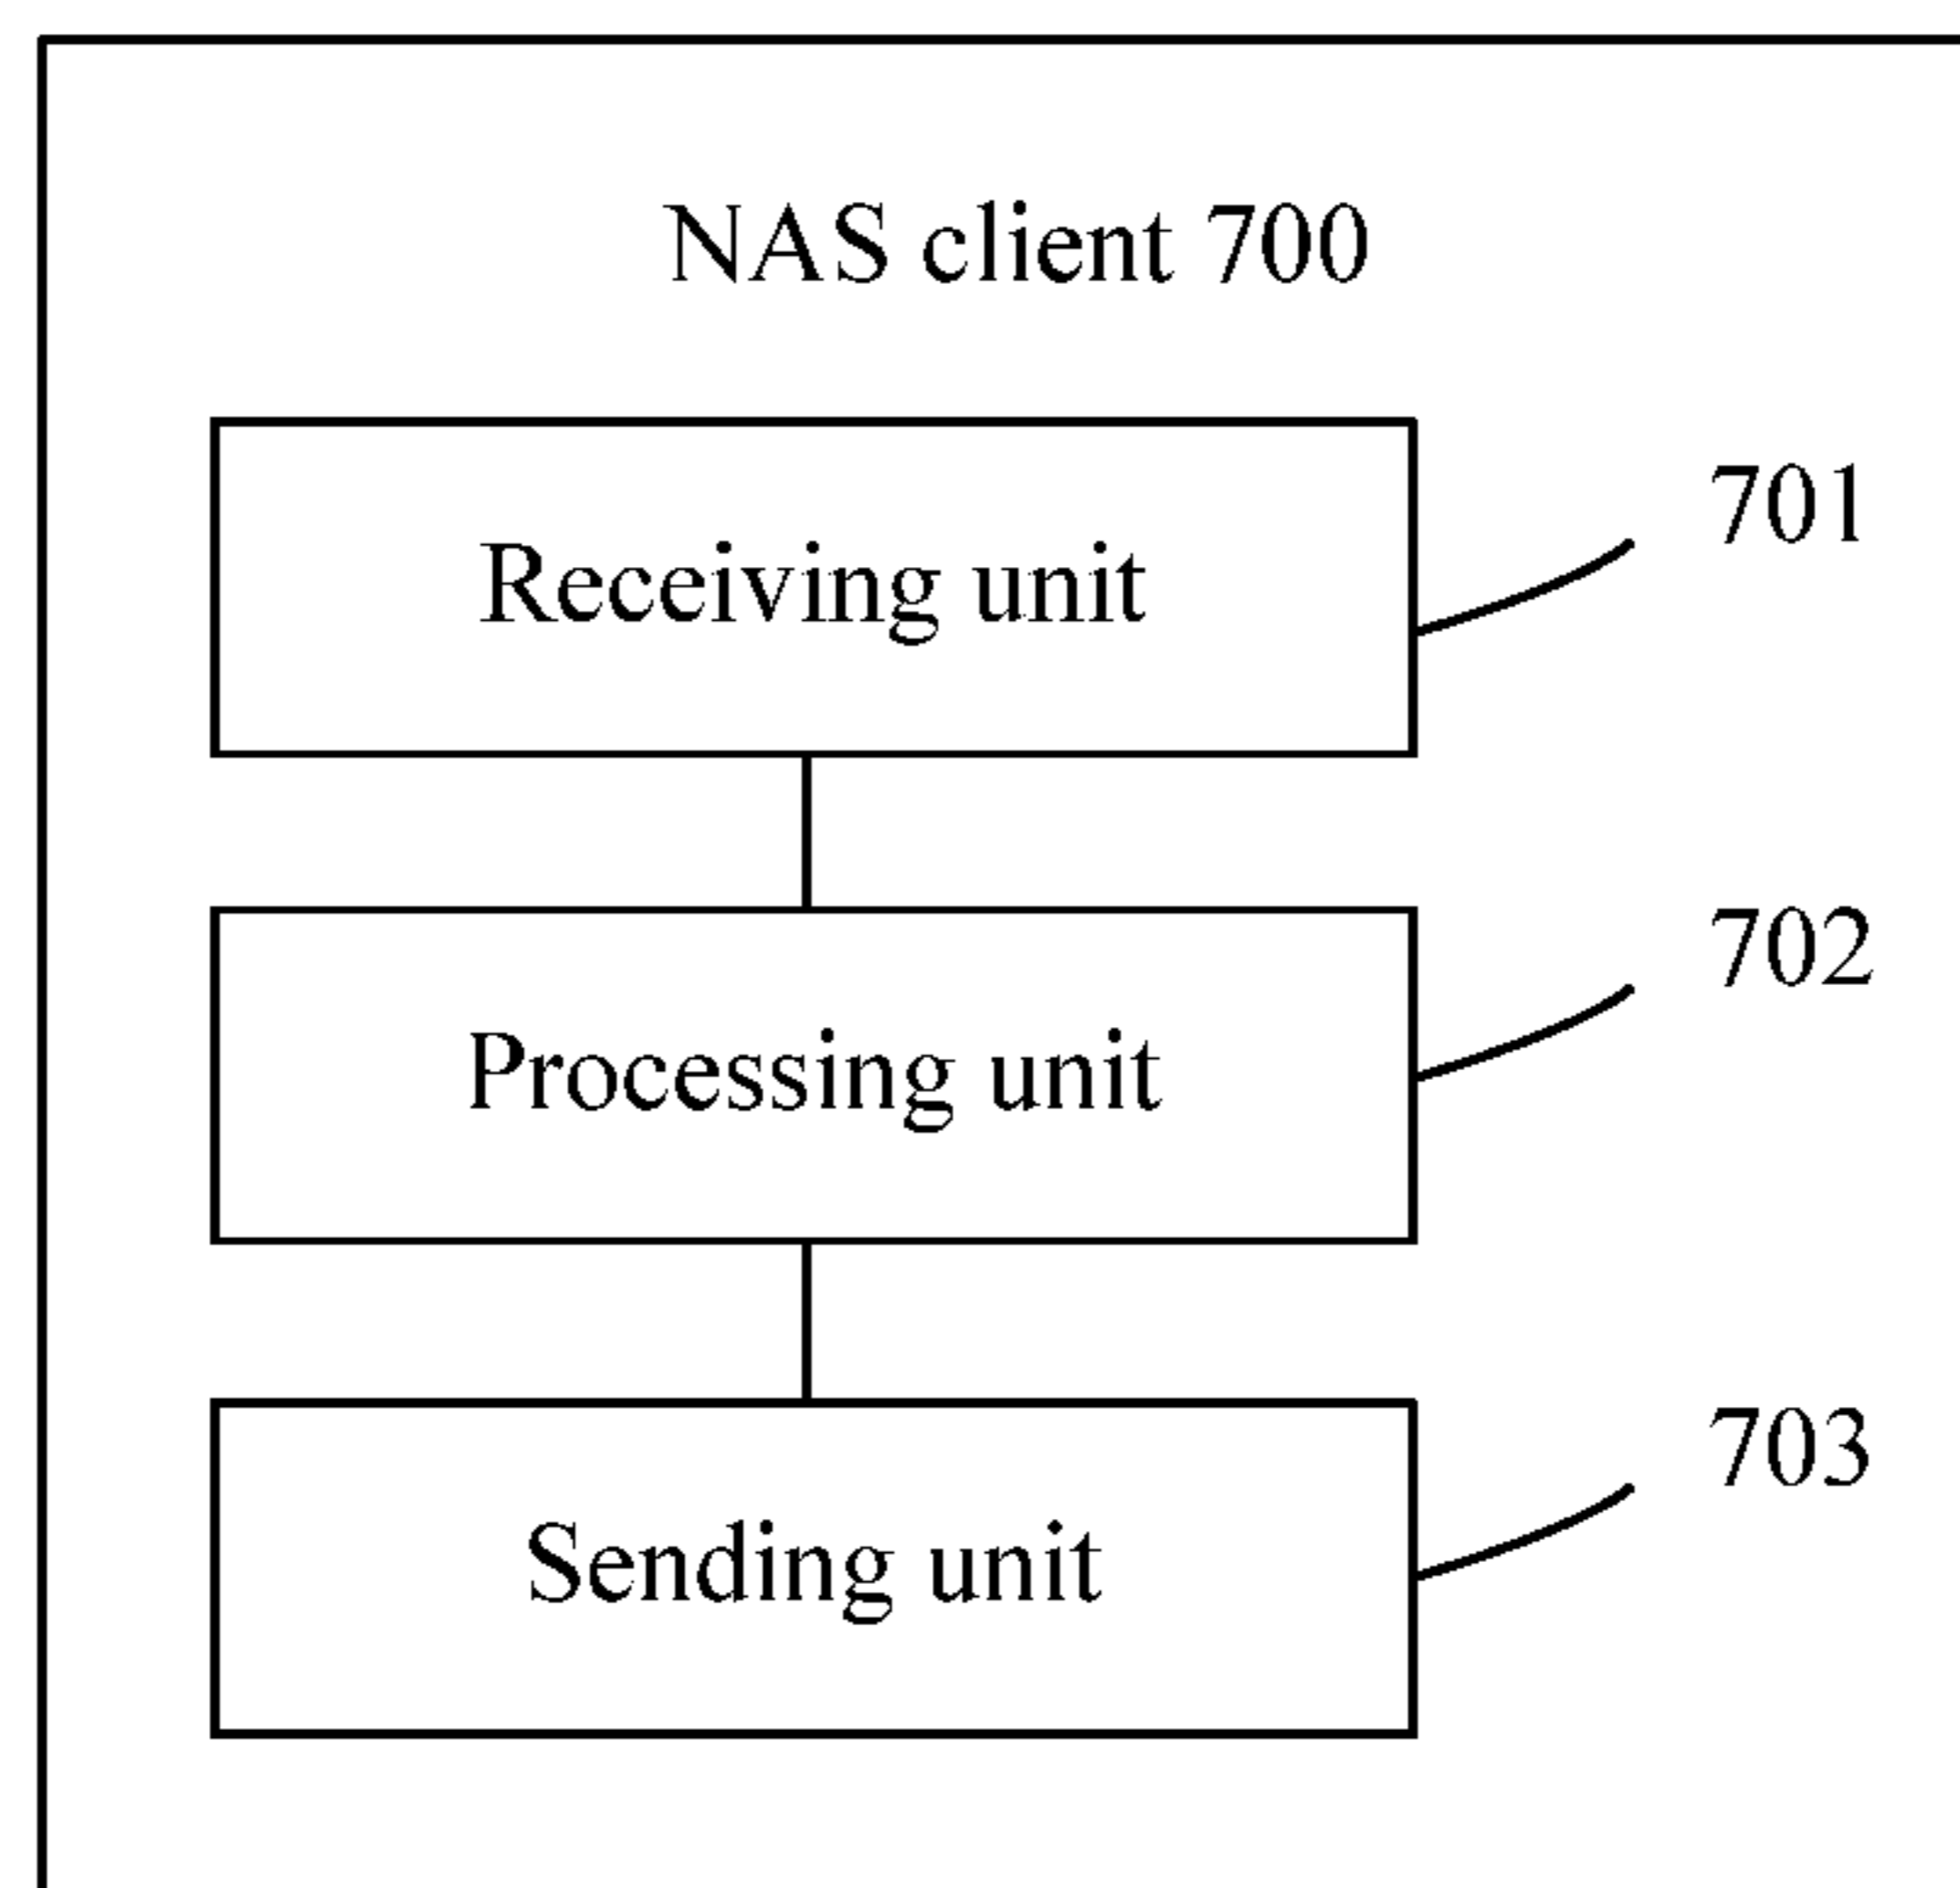 NAS client 700
Receiving unit
701
Processing unit
702
Sending unit
703